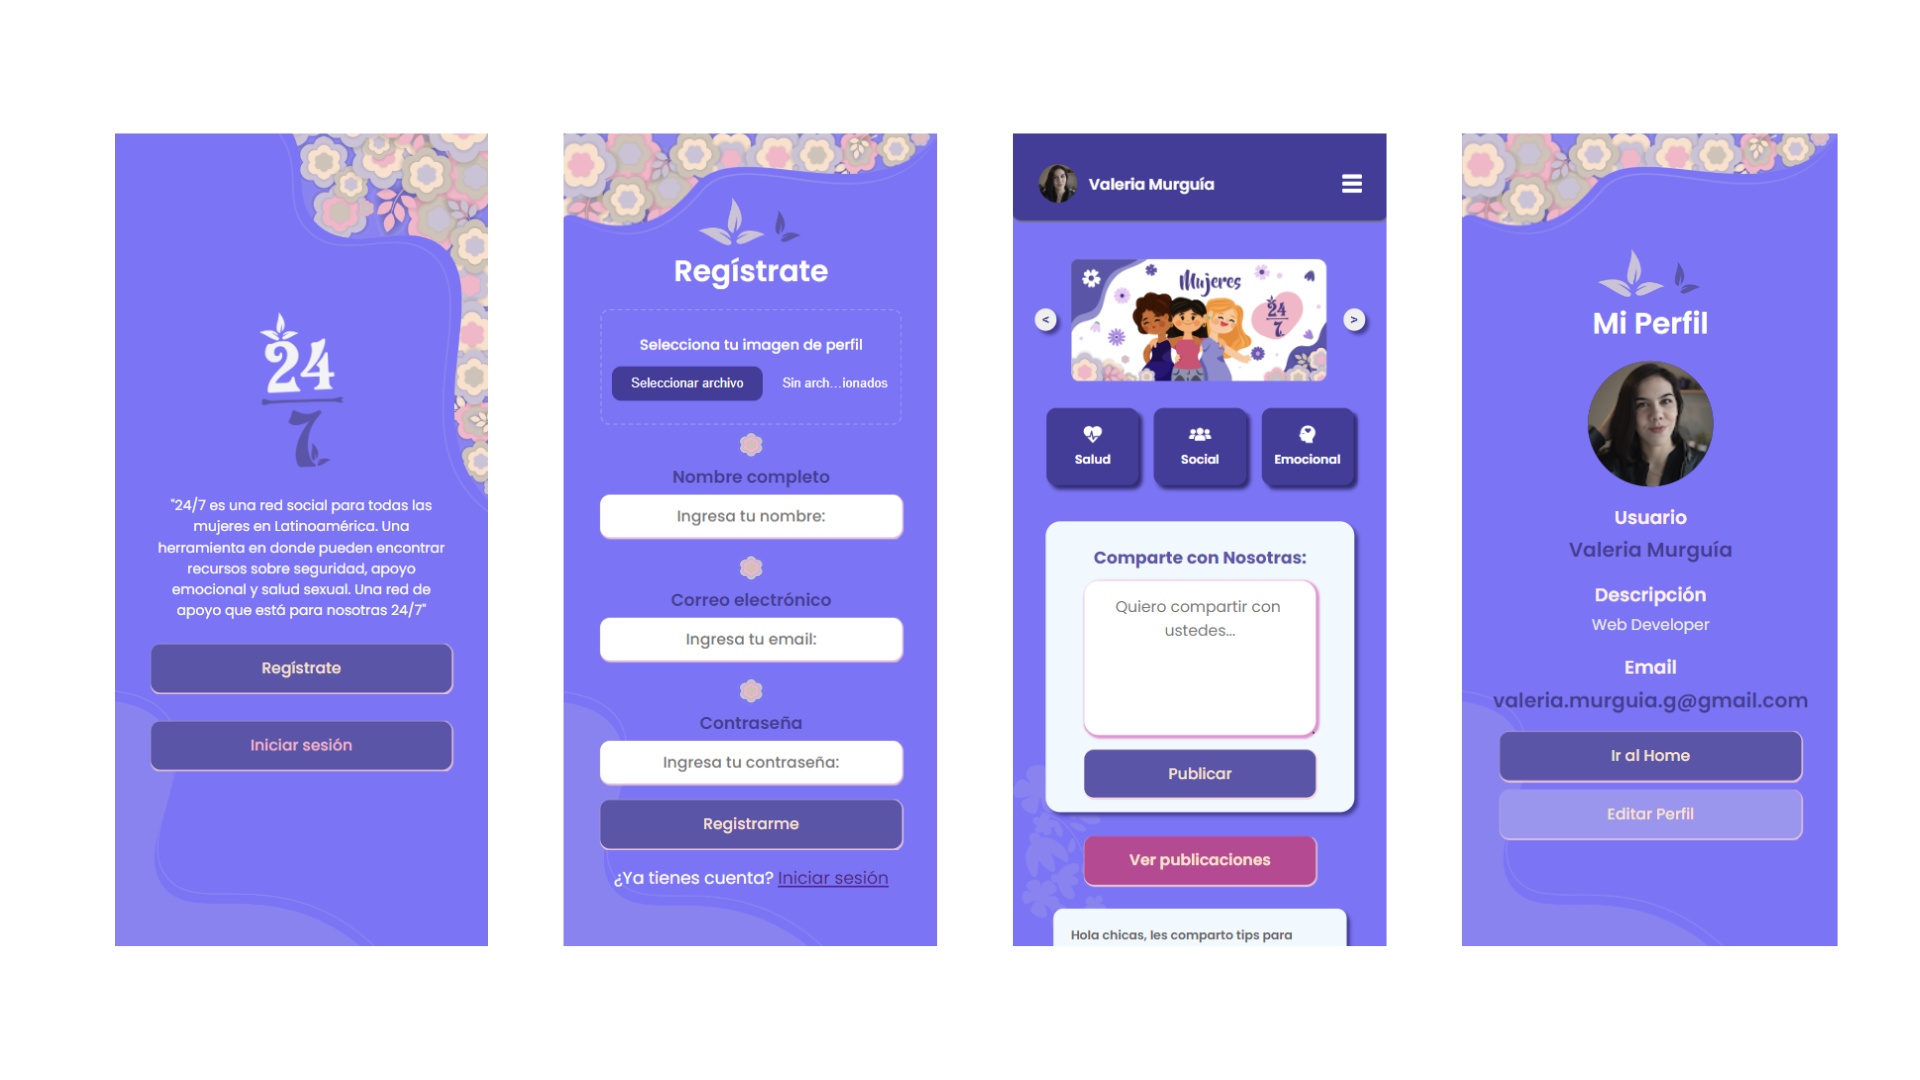 24
7
"24/7 es una red social para todas las
mujeres en Latinoamérica. Una
herramienta en donde pueden encontrar
recursos sobre seguridad, apoyo
emocional y salud sexual. Una red de
apoyo que está para nosotras 24/7"
Regístrate
Iniciar sesión
Regístrate
Selecciona tu imagen de perfil
Seleccionar archivo
Sin arch...ionados
Nombre completo
Ingresa tu nombre:
Correo electrónico
Ingresa tu email:
Contraseña
Ingresa tu contraseña:
Registrarme
¿Ya tienes cuenta? Iniciar sesión
Valeria Murguía
Mujeres
24
7
<
>
Salud
Social
Emocional
Comparte con Nosotras:
Quiero compartir con
ustedes...
Publicar
Ver publicaciones
Hola chicas, les comparto tips para
Mi Perfil
Usuario
Valeria Murguía
Descripción
Web Developer
Email
valeria.murguia.g@gmail.com
Ir al Home
Editar Perfil